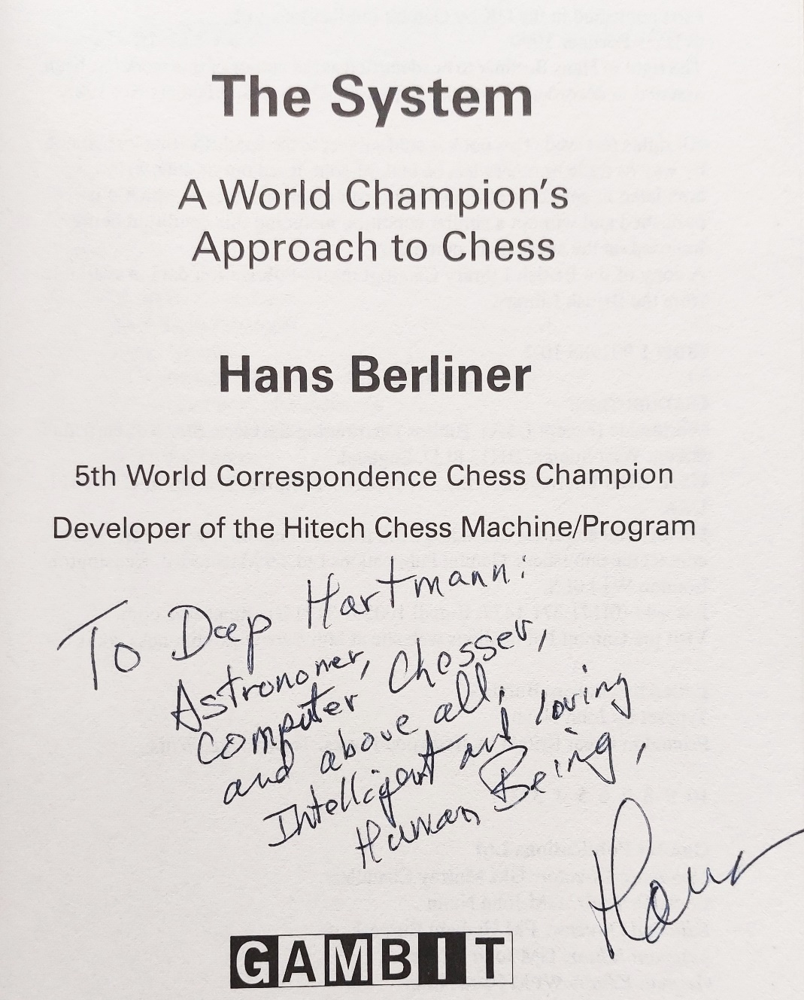 The System
A World Champion's
Approach to Chess
Hans Berliner
5th World Correspondence Chess Champion
Developer of the Hitech Chess Machine/Program
To Deep Hartmann:
Astronomer,
Computer Chesser,
and above all,
Intelligent and loving
Human Being,
Hans
GAMBIT